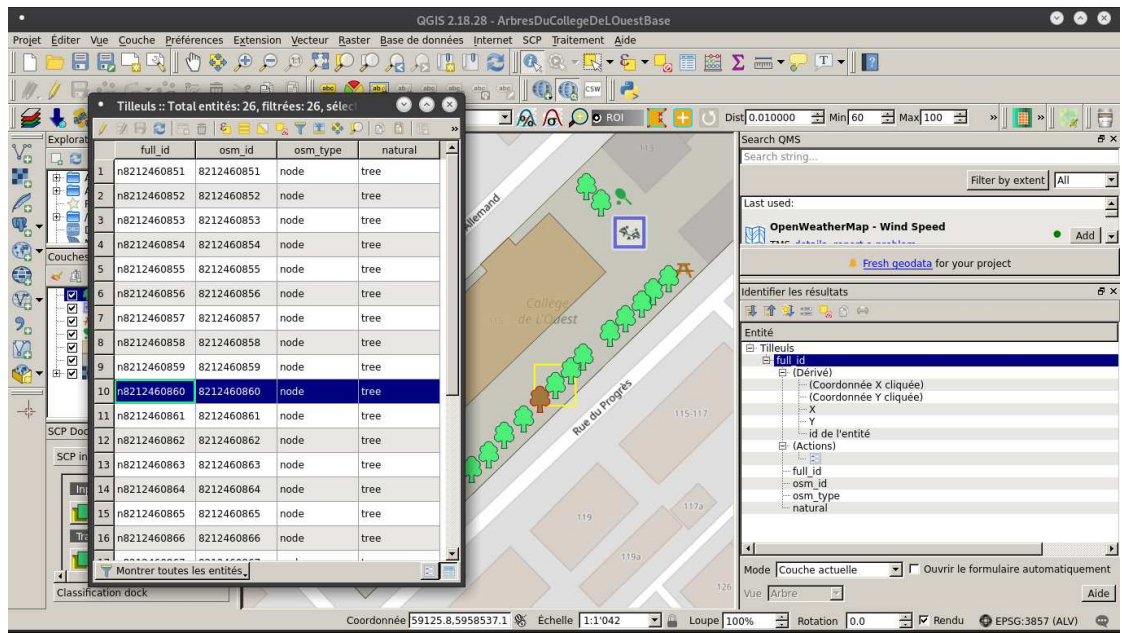 QGIS 2.18.28 - ArbresDuCollegeDeLOuestBase
Projet Éditer Vue Couche Préférences Extension Vecteur Raster Base de données Internet SCP Traitement Aide
CSW
ROI Dist 0.010000 Min 60 Max 100
Tilleuls :: Total entités: 26, filtrées: 26, sélect
full_id osm_id osm_type natural
1 n8212460851 8212460851 node tree
2 n8212460852 8212460852 node tree
3 n8212460853 8212460853 node tree
4 n8212460854 8212460854 node tree
5 n8212460855 8212460855 node tree
6 n8212460856 8212460856 node tree
7 n8212460857 8212460857 node tree
8 n8212460858 8212460858 node tree
9 n8212460859 8212460859 node tree
10 n8212460860 8212460860 node tree
11 n8212460861 8212460861 node tree
12 n8212460862 8212460862 node tree
13 n8212460863 8212460863 node tree
14 n8212460864 8212460864 node tree
15 n8212460865 8212460865 node tree
16 n8212460866 8212460866 node tree
Montrer toutes les entités
Explorat
Couches
SCP Doc
SCP in
Classification dock
113
Allemand
Collège
de L'Ouest
Rue du Progrès
115-117
117a
119
119a
126
Search QMS
Search string...
Filter by extent All
Last used:
OpenWeatherMap - Wind Speed
Add
Fresh geodata for your project
Identifier les résultats
Entité
Tilleuls
full_id
(Dérivé)
(Coordonnée X cliquée)
(Coordonnée Y cliquée)
X
Y
id de l'entité
(Actions)
full_id
osm_id
osm_type
natural
Mode Couche actuelle Ouvrir le formulaire automatiquement
Vue Arbre Aide
Coordonnée 59125.8,5958537.1 Échelle 1:1'042 Loupe 100% Rotation 0.0 Rendu EPSG:3857 (ALV)